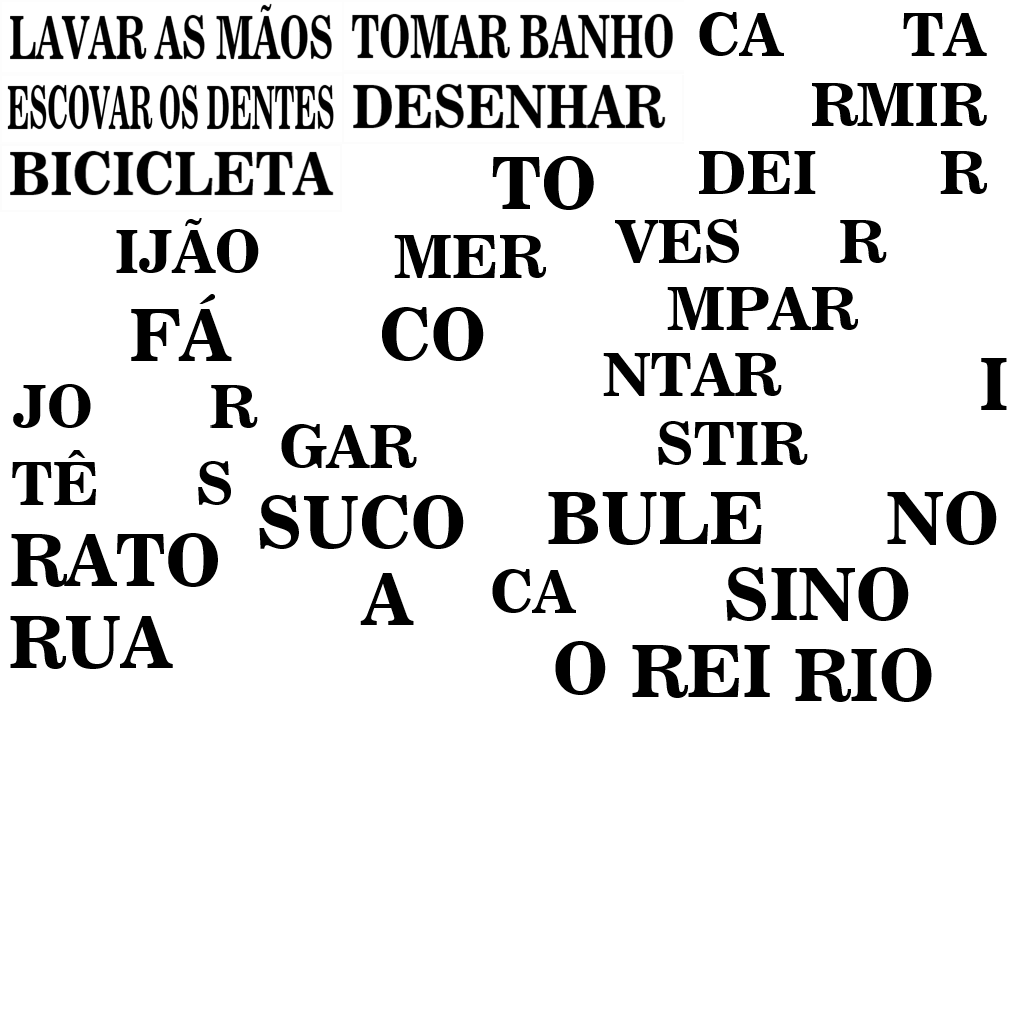 LAVAR AS MÃOS TOMAR BANHO CA TA
ESCOVAR OS DENTES DESENHAR RMIR
BICICLETA TO DEI R
IJÃO MER VES R
FÁ CO MPAR
JO R GAR NTAR I
TÊ S STIR
RATO SUCO BULE NO
RUA A CA SINO
O REI RIO